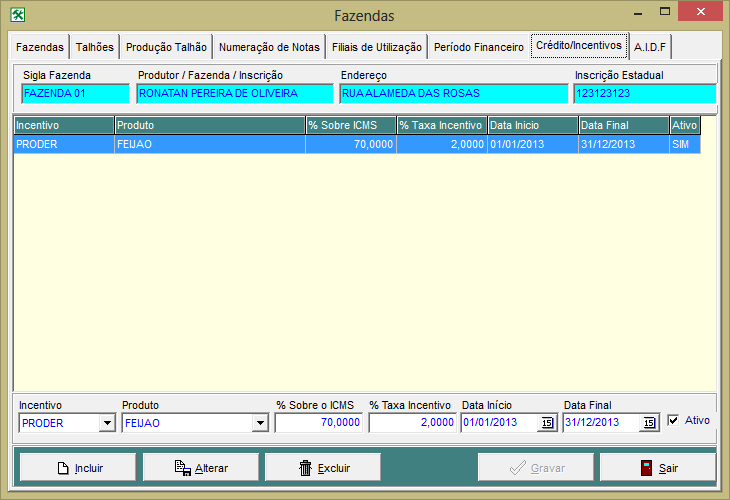 Fazendas
Fazendas Talhões Produção Talhão Numeração de Notas Filiais de Utilização Período Financeiro Crédito/Incentivos A.I.D.F
Sigla Fazenda Produtor / Fazenda / Inscrição Endereço Inscrição Estadual
FAZENDA 01 RONATAN PEREIRA DE OLIVEIRA RUA ALAMEDA DAS ROSAS 123123123
Incentivo Produto % Sobre ICMS % Taxa Incentivo Data Inicio Data Final Ativo
PRODER FEIJAO 70,0000 2,0000 01/01/2013 31/12/2013 SIM
Incentivo Produto % Sobre o ICMS % Taxa Incentivo Data Início Data Final
PRODER FEIJAO 70,0000 2,0000 01/01/2013 15 31/12/2013 15 Ativo
Incluir Alterar Excluir Gravar Sair